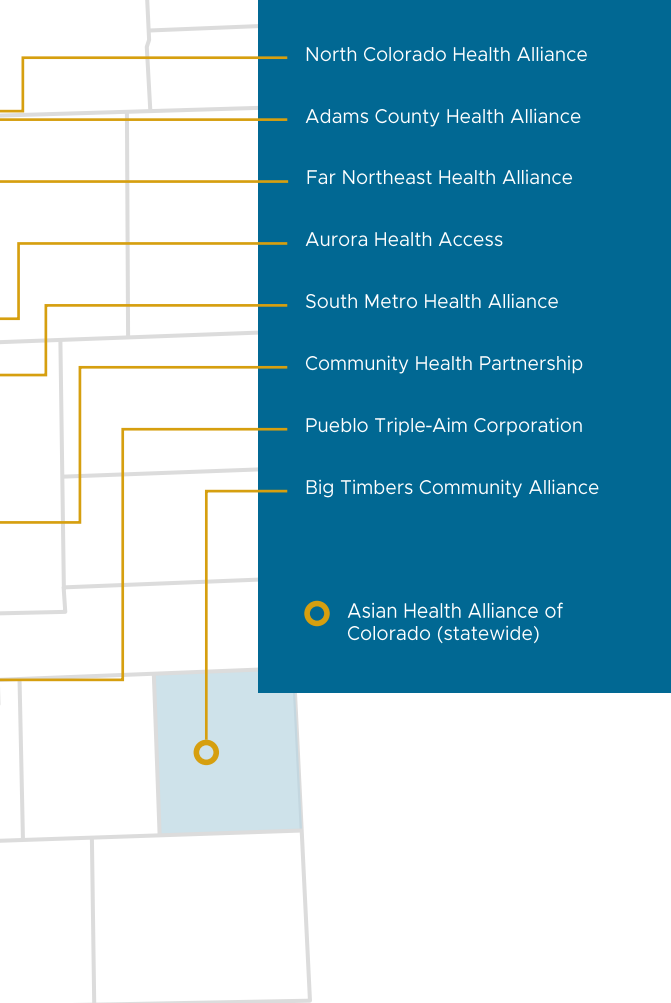 North Colorado Health Alliance
Adams County Health Alliance
Far Northeast Health Alliance
Aurora Health Access
South Metro Health Alliance
Community Health Partnership
Pueblo Triple-Aim Corporation
Big Timbers Community Alliance
Asian Health Alliance of
Colorado (statewide)